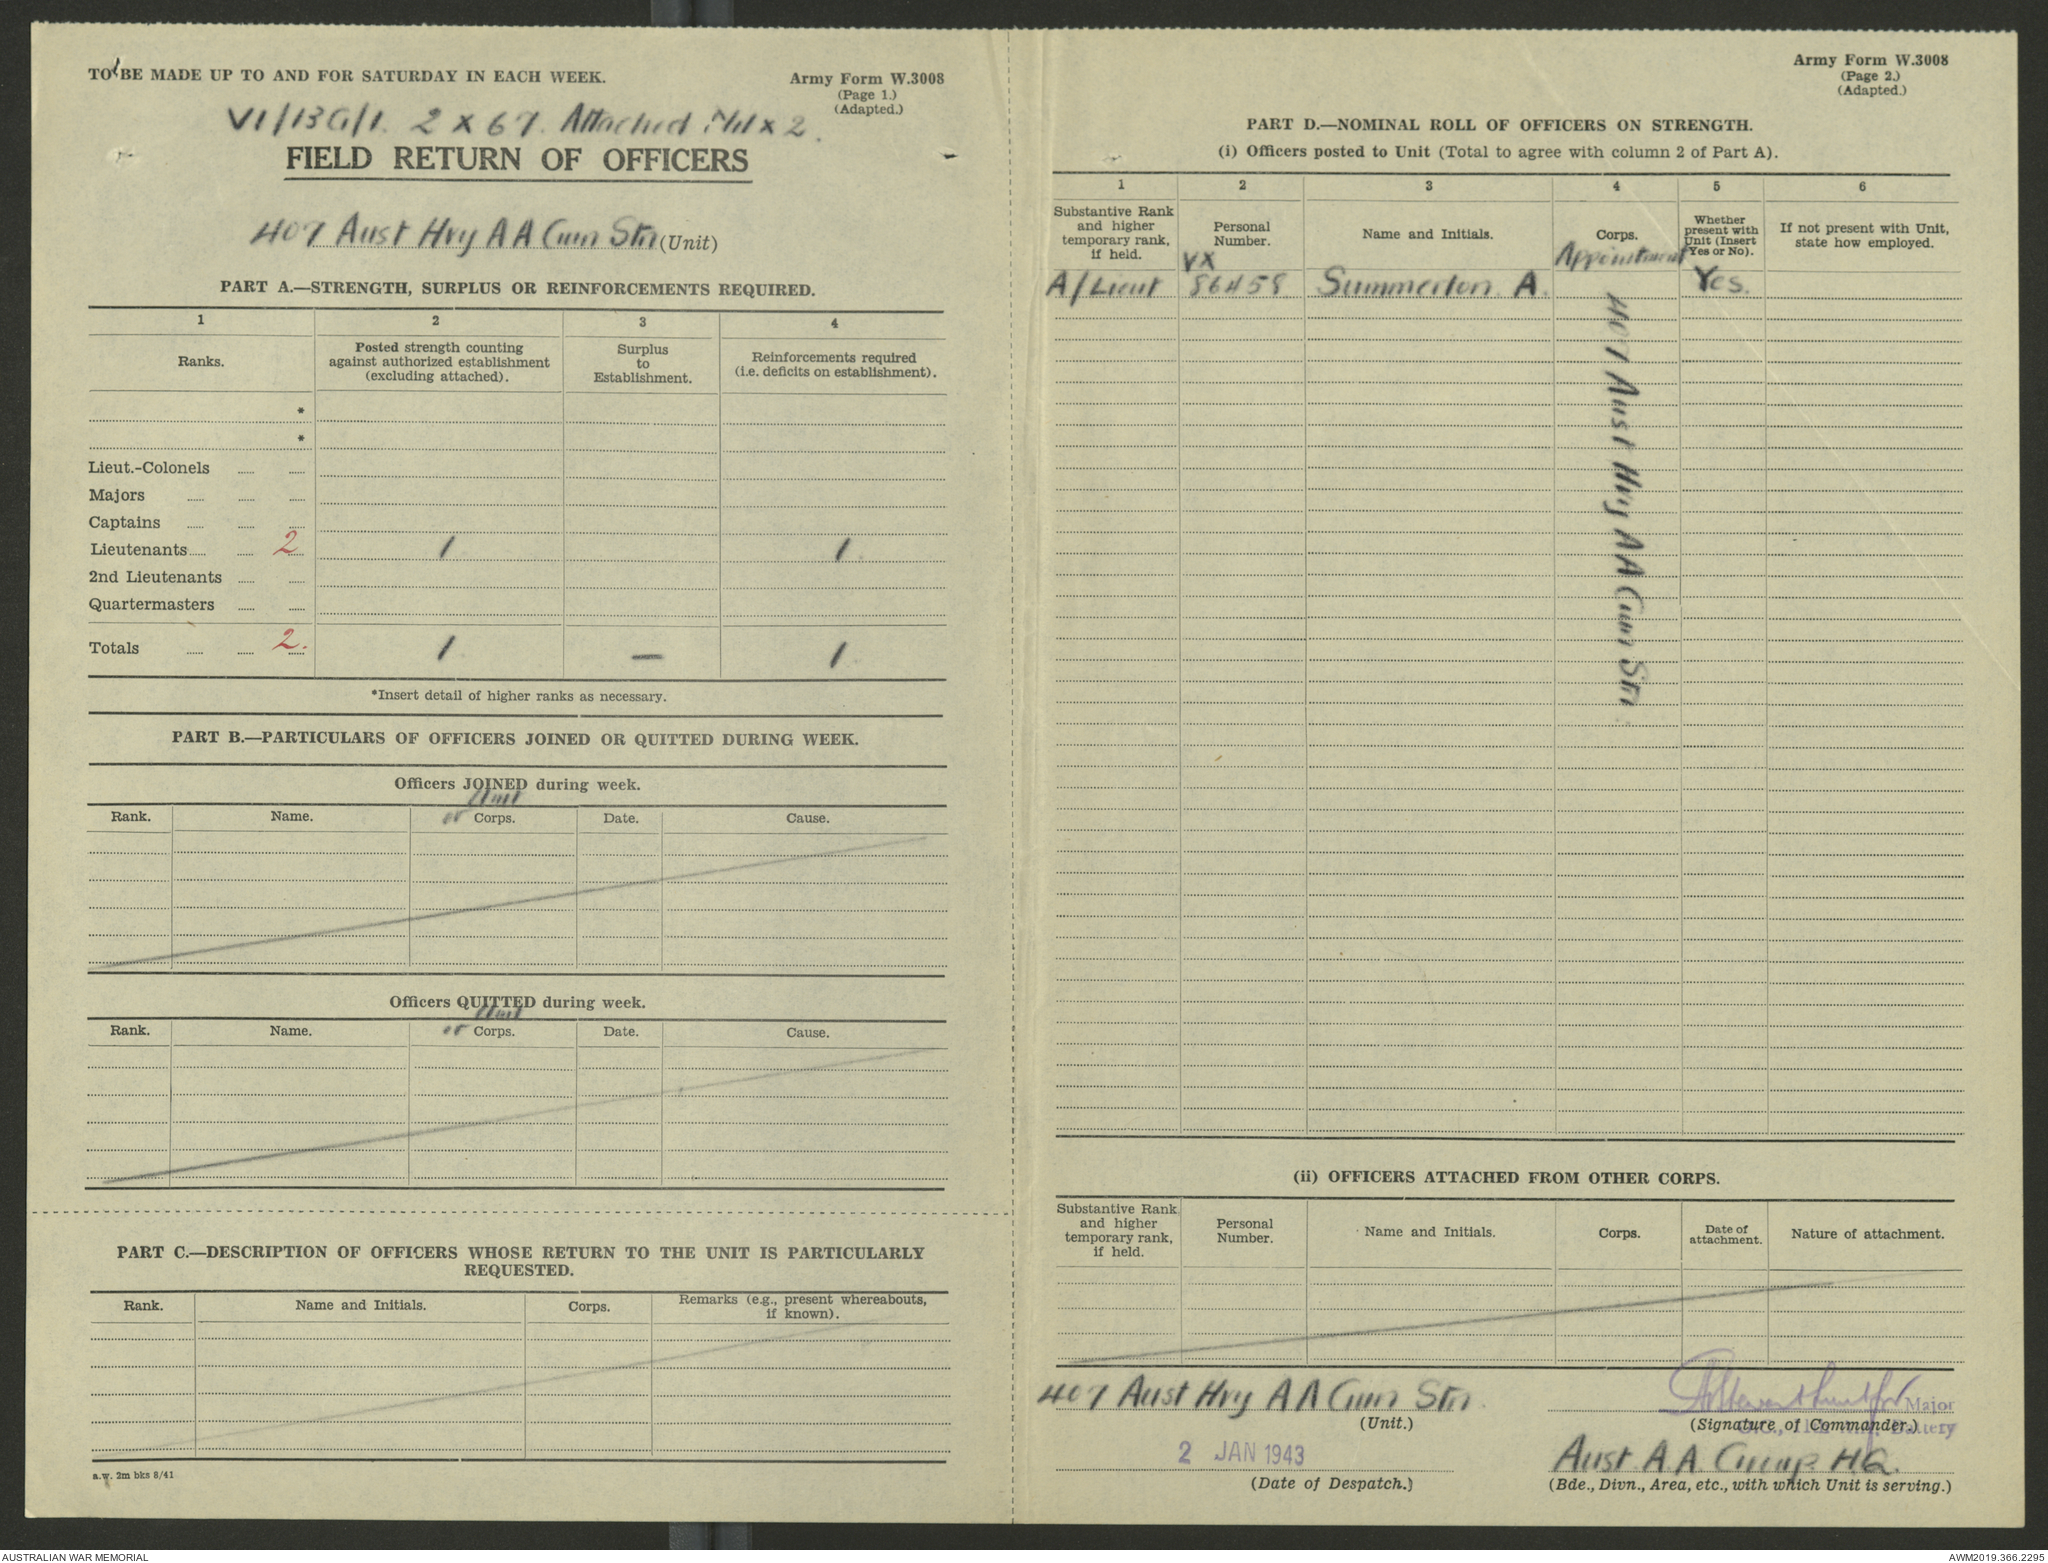 TO BE MADE UP TO AND FOR SATURDAY IN EACH WEEK.
Army Form W.3008
(Page 1.)
(Adapted.)
VI/13G/1. 2 x 67. Attached Nil x 2.
FIELD RETURN OF OFFICERS
407 Aust Hvy A A Gun Stn (Unit)
PART A.—STRENGTH, SURPLUS OR REINFORCEMENTS REQUIRED.
1 2 3 4
Ranks.
Posted strength counting against authorized establishment (excluding attached).
Surplus to Establishment.
Reinforcements required (i.e. deficits on establishment).
*
*
Lieut.-Colonels
Majors
Captains
Lieutenants 2 1 1
2nd Lieutenants
Quartermasters
Totals 2. 1 — 1
*Insert detail of higher ranks as necessary.
PART B.—PARTICULARS OF OFFICERS JOINED OR QUITTED DURING WEEK.
Officers JOINED during week.
Unit
Rank. Name. or Corps. Date. Cause.
Officers QUITTED during week.
Unit
Rank. Name. or Corps. Date. Cause.
PART C.—DESCRIPTION OF OFFICERS WHOSE RETURN TO THE UNIT IS PARTICULARLY
REQUESTED.
Rank. Name and Initials. Corps. Remarks (e.g., present whereabouts, if known).
a.w. 2m bks 8/41
Army Form W.3008
(Page 2.)
(Adapted.)
PART D.—NOMINAL ROLL OF OFFICERS ON STRENGTH.
(i) Officers posted to Unit (Total to agree with column 2 of Part A).
1 2 3 4 5 6
Substantive Rank and higher temporary rank, if held.
Personal Number.
Name and Initials.
Corps.
Whether present with Unit (Insert Yes or No).
If not present with Unit, state how employed.
Appointment
VX
A/Lieut 86458 Summerton A. Yes.
407 Aust Hvy A A Gun Stn
(ii) OFFICERS ATTACHED FROM OTHER CORPS.
Substantive Rank and higher temporary rank, if held.
Personal Number.
Name and Initials.
Corps.
Date of attachment.
Nature of attachment.
407 Aust Hvy A A Gun Stn
(Unit.)
Major
(Signature of Commander.)
Battery
2 JAN 1943
(Date of Despatch.)
Aust A.A. Group HQ.
(Bde., Divn., Area, etc., with which Unit is serving.)
AUSTRALIAN WAR MEMORIAL
AWM2019.366.2295